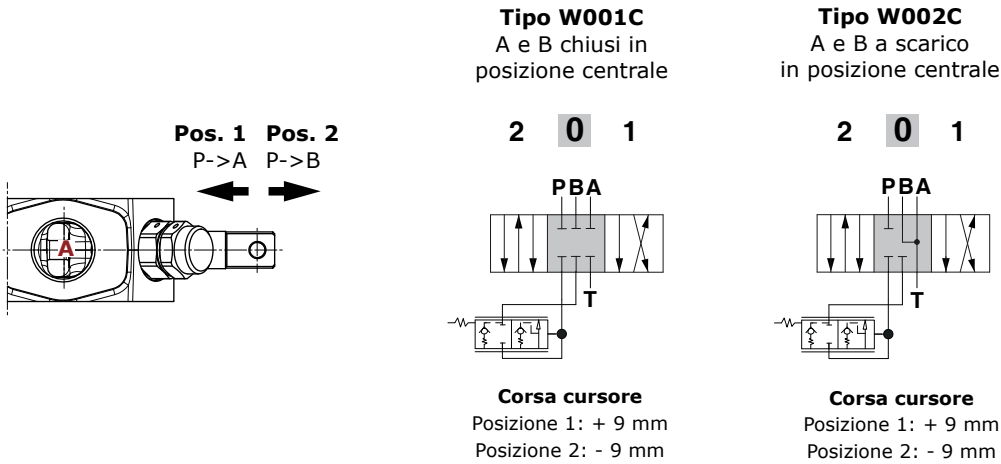 Pos. 1 Pos. 2
P->A P->B
A
Tipo W001C
A e B chiusi in
posizione centrale
2 0 1
PBA
T
Corsa cursore
Posizione 1: + 9 mm
Posizione 2: - 9 mm
Tipo W002C
A e B a scarico
in posizione centrale
2 0 1
PBA
T
Corsa cursore
Posizione 1: + 9 mm
Posizione 2: - 9 mm